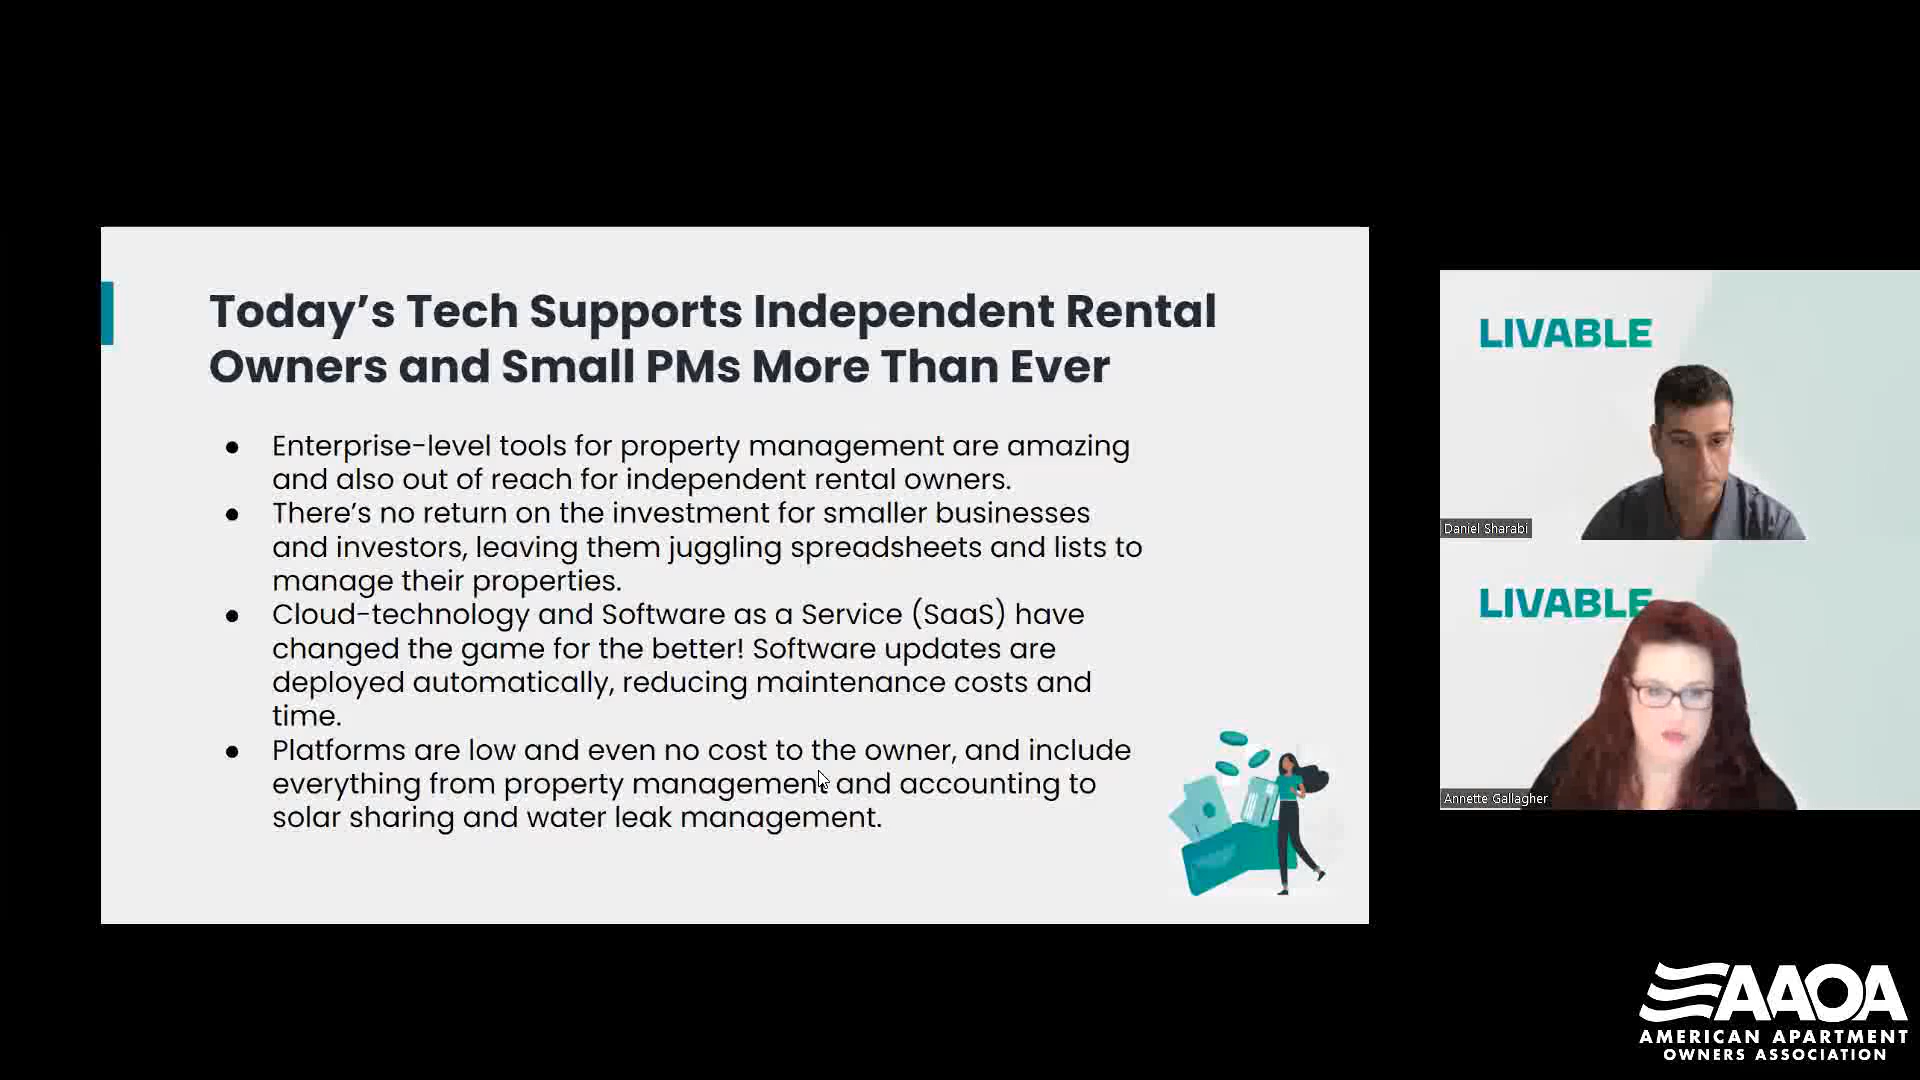 Today’s Tech Supports Independent Rental
Owners and Small PMs More Than Ever
● Enterprise-level tools for property management are amazing
and also out of reach for independent rental owners.
● There’s no return on the investment for smaller businesses
and investors, leaving them juggling spreadsheets and lists to
manage their properties.
● Cloud-technology and Software as a Service (SaaS) have
changed the game for the better! Software updates are
deployed automatically, reducing maintenance costs and
time.
● Platforms are low and even no cost to the owner, and include
everything from property management and accounting to
solar sharing and water leak management.
LIVABLE
Daniel Sharabi
LIVABLE
Annette Gallagher
AAOA
AMERICAN APARTMENT
OWNERS ASSOCIATION